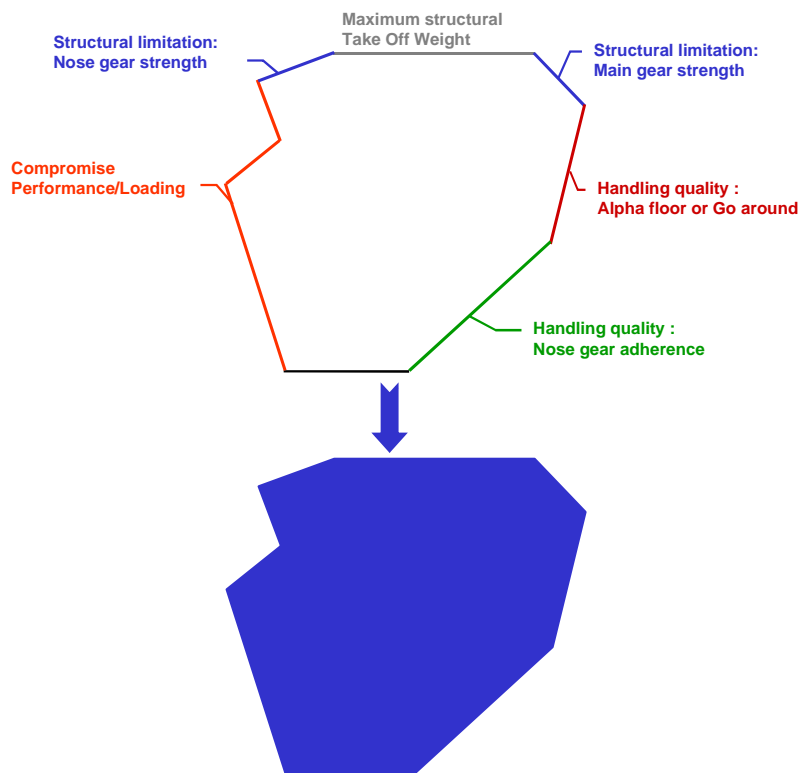 Maximum structural
Take Off Weight
Structural limitation:
Nose gear strength
Structural limitation:
Main gear strength
Compromise
Performance/Loading
Handling quality :
Alpha floor or Go around
Handling quality :
Nose gear adherence